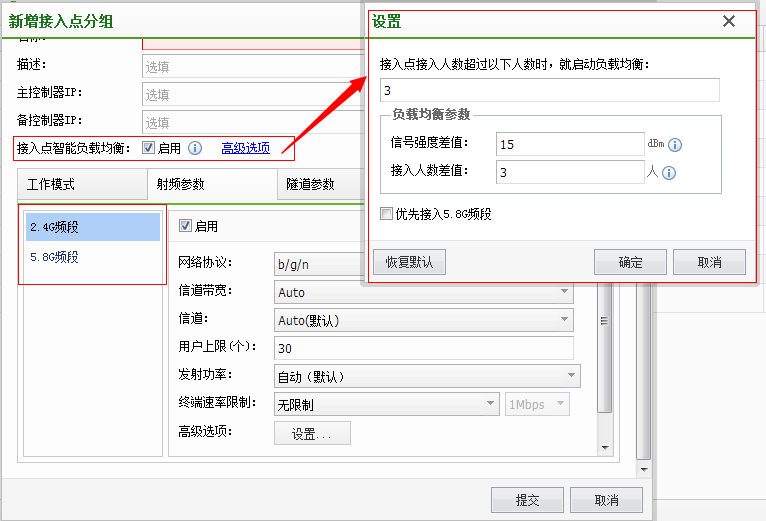 新增接入点分组
描述:
选填
主控制器IP:
选填
备控制器IP:
选填
接入点智能负载均衡: 启用 高级选项
工作模式
射频参数
隧道参数
2.4G频段
5.8G频段
启用
网络协议:
b/g/n
信道带宽:
Auto
信道:
Auto(默认)
用户上限(个):
30
发射功率:
自动（默认）
终端速率限制:
无限制
1Mbps
高级选项:
设置...
提交
取消
设置
接入点接入人数超过以下人数时，就启动负载均衡:
3
负载均衡参数
信号强度差值:
15
dBm
接入人数差值:
3
人
优先接入5.8G频段
恢复默认
确定
取消